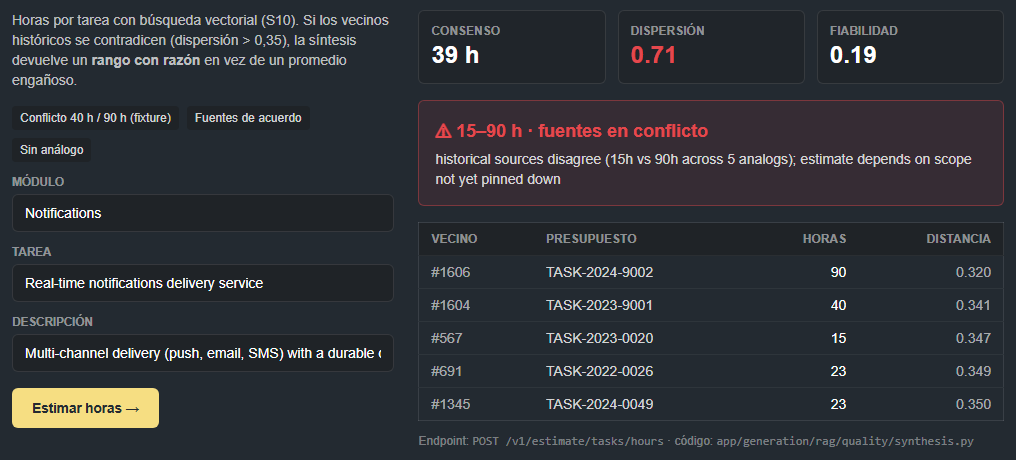 Horas por tarea con búsqueda vectorial (S10). Si los vecinos
históricos se contradicen (dispersión > 0,35), la síntesis
devuelve un rango con razón en vez de un promedio
engañoso.
Conflicto 40 h / 90 h (fixture)
Fuentes de acuerdo
Sin análogo
MÓDULO
Notifications
TAREA
Real-time notifications delivery service
DESCRIPCIÓN
Multi-channel delivery (push, email, SMS) with a durable
Estimar horas →
CONSENSO
39 h
DISPERSIÓN
0.71
FIABILIDAD
0.19
⚠ 15–90 h · fuentes en conflicto
historical sources disagree (15h vs 90h across 5 analogs); estimate depends on scope
not yet pinned down
VECINO PRESUPUESTO HORAS DISTANCIA
#1606 TASK-2024-9002 90 0.320
#1604 TASK-2023-9001 40 0.341
#567 TASK-2023-0020 15 0.347
#691 TASK-2022-0026 23 0.349
#1345 TASK-2024-0049 23 0.350
Endpoint: POST /v1/estimate/tasks/hours · código: app/generation/rag/quality/synthesis.py